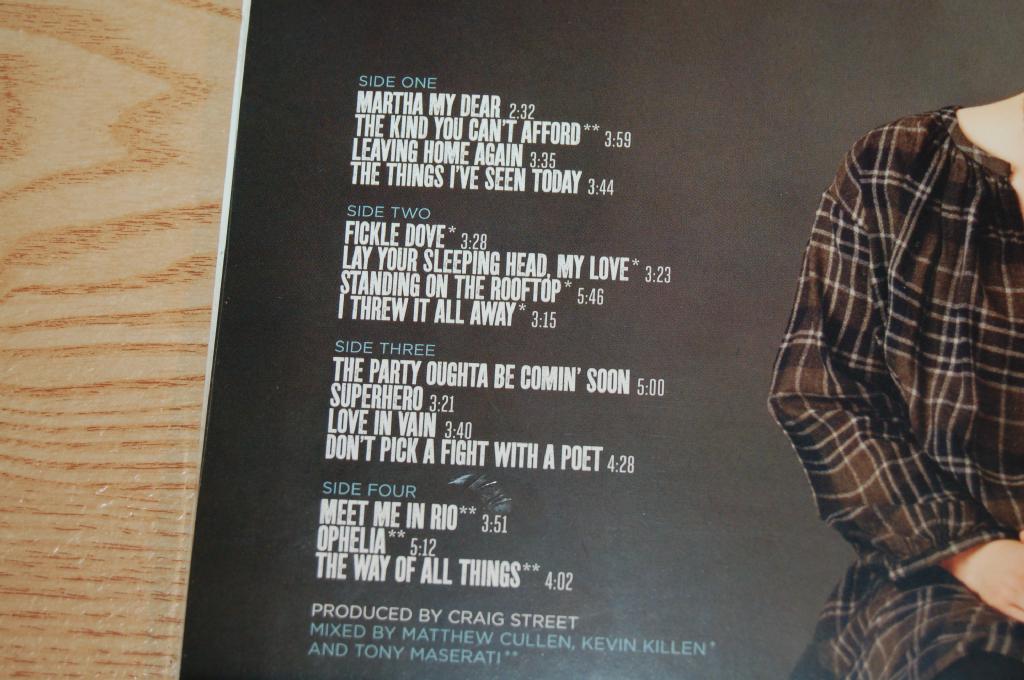 SIDE ONE
MARTHA MY DEAR 2:32
THE KIND YOU CAN'T AFFORD** 3:59
LEAVING HOME AGAIN 3:35
THE THINGS I'VE SEEN TODAY 3:44
SIDE TWO
FICKLE DOVE* 3:28
LAY YOUR SLEEPING HEAD, MY LOVE* 3:23
STANDING ON THE ROOFTOP* 5:46
I THREW IT ALL AWAY* 3:15
SIDE THREE
THE PARTY OUGHTA BE COMIN' SOON 5:00
SUPERHERO 3:21
LOVE IN VAIN 3:40
DON'T PICK A FIGHT WITH A POET 4:28
SIDE FOUR
MEET ME IN RIO** 3:51
OPHELIA** 5:12
THE WAY OF ALL THINGS** 4:02
PRODUCED BY CRAIG STREET
MIXED BY MATTHEW CULLEN, KEVIN KILLEN*
AND TONY MASERATI**